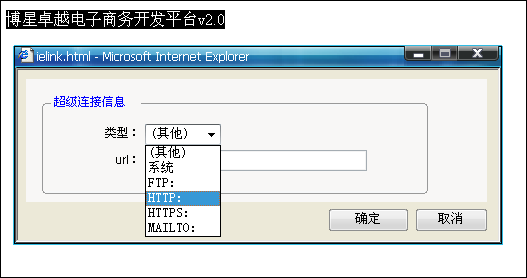 博星卓越电子商务开发平台v2.0
ielink.html - Microsoft Internet Explorer
超级连接信息
类型： (其他)
url：
(其他)
系统
FTP:
HTTP:
HTTPS:
MAILTO:
确定 取消